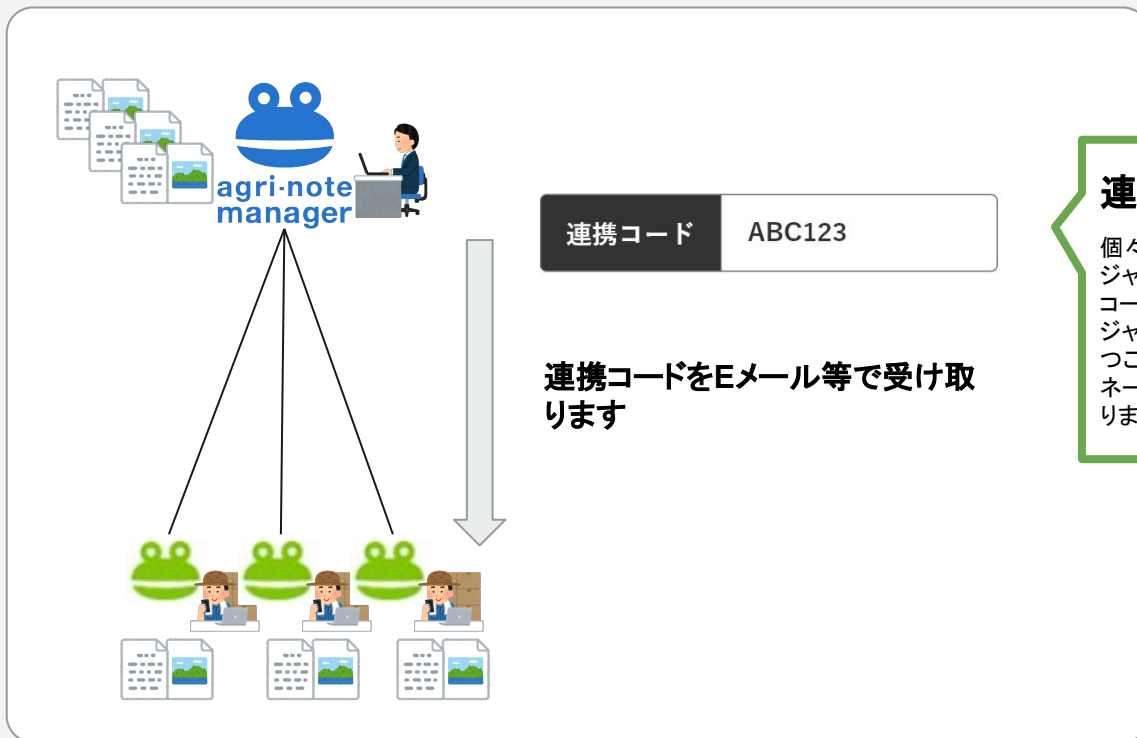 agri-note
manager
連携コード
ABC123
連携コードをEメール等で受け取
ります
連
個々
ジャ
コー
ジャ
つこ
ネー
りま